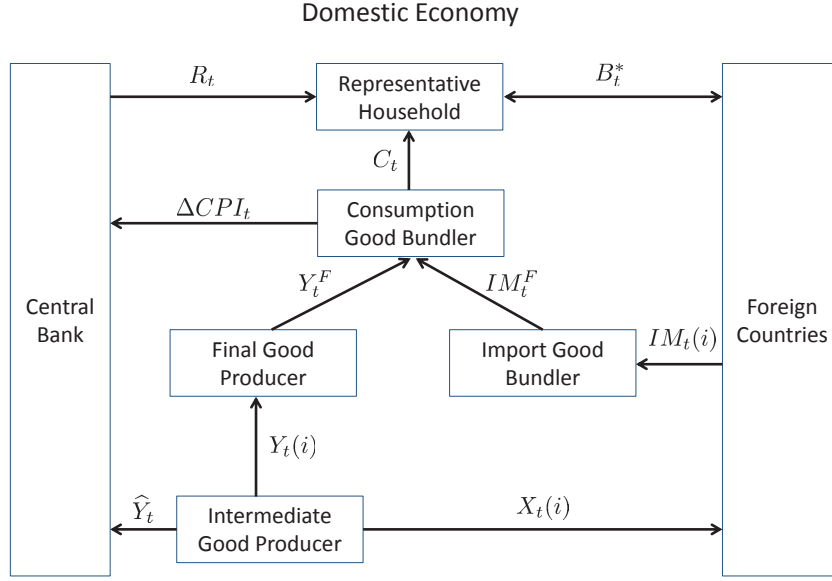 Domestic Economy
R_t
Representative
Household
B_t^*
C_t
ΔCPI_t
Consumption
Good Bundler
Y_t^F
IM_t^F
Central
Bank
Foreign
Countries
Final Good
Producer
Import Good
Bundler
IM_t(i)
Y_t(i)
Ŷ_t
Intermediate
Good Producer
X_t(i)